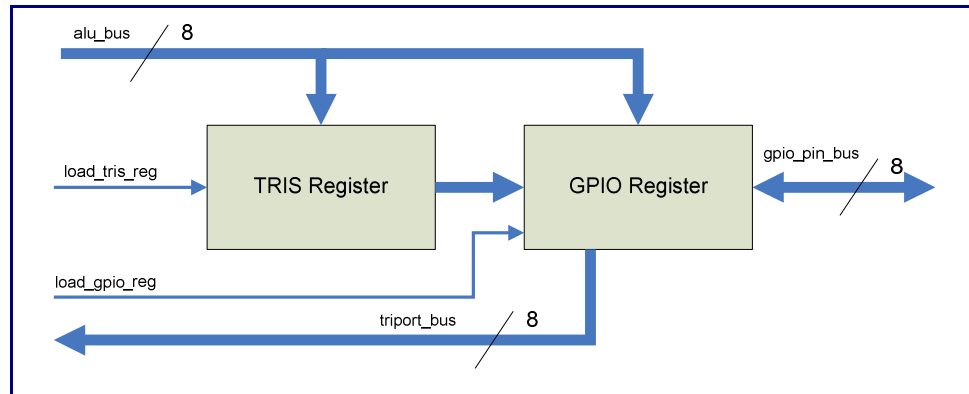 alu_bus
8
load_tris_reg
TRIS Register
GPIO Register
gpio_pin_bus
8
load_gpio_reg
triport_bus
8